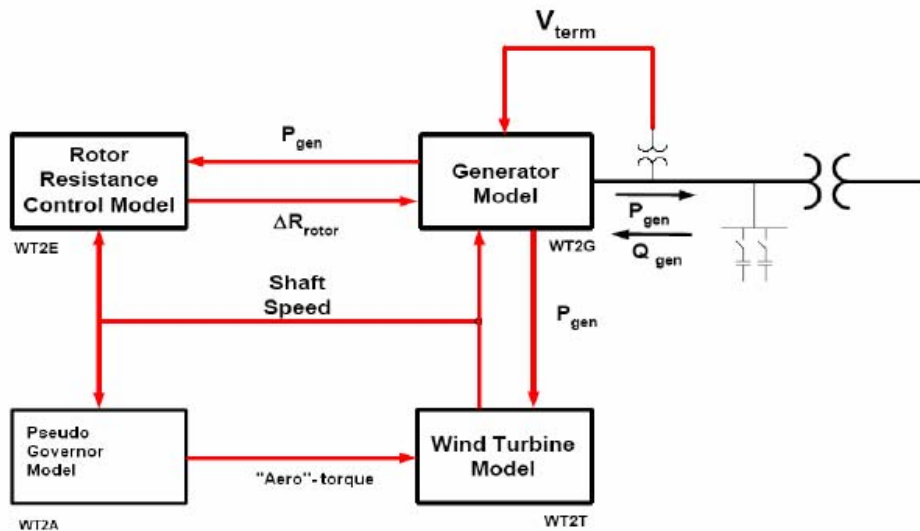 V term
P gen
Rotor
Resistance
Control Model
WT2E
ΔR rotor
Generator
Model
WT2G
P gen
Q gen
Shaft
Speed
P gen
Pseudo
Governor
Model
WT2A
"Aero"- torque
Wind Turbine
Model
WT2T